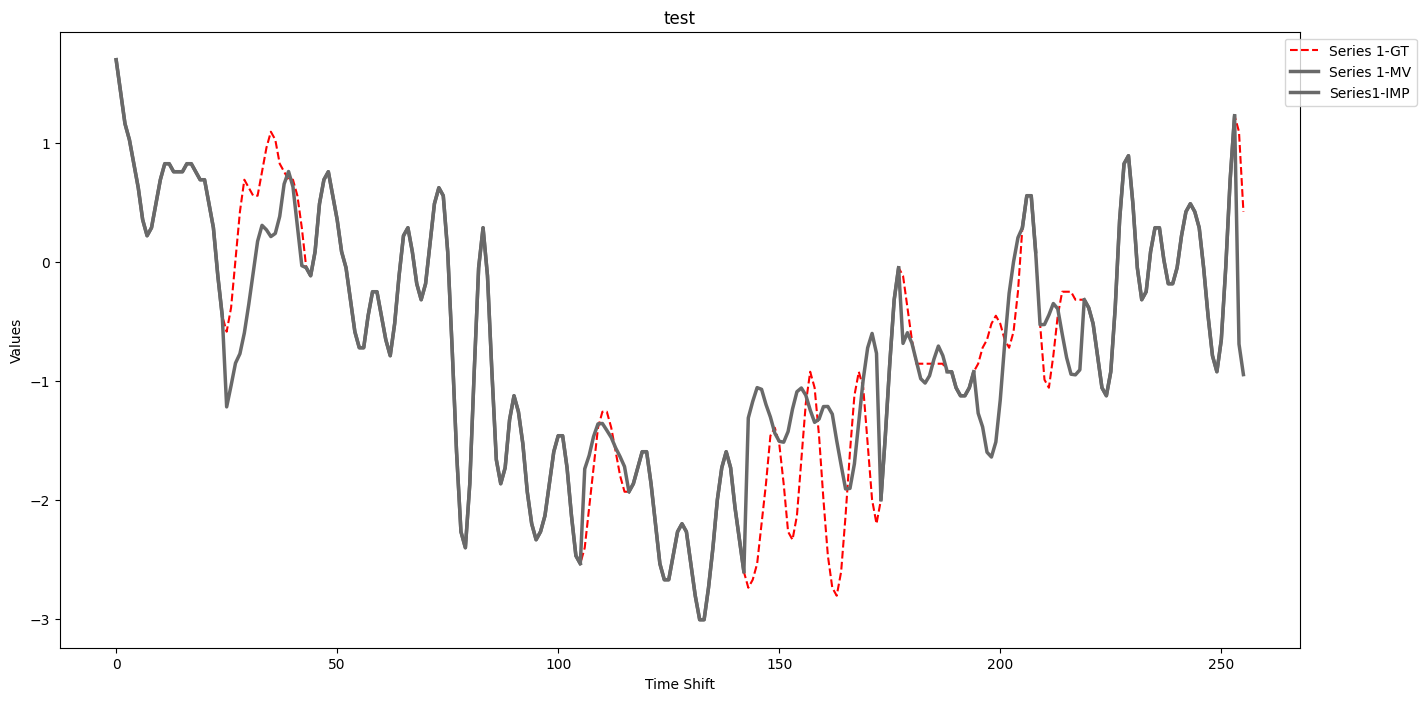 test
Series 1-GT
Series 1-MV
Series1-IMP
1
0
−1
−2
−3
Values
0 50 100 150 200 250
Time Shift